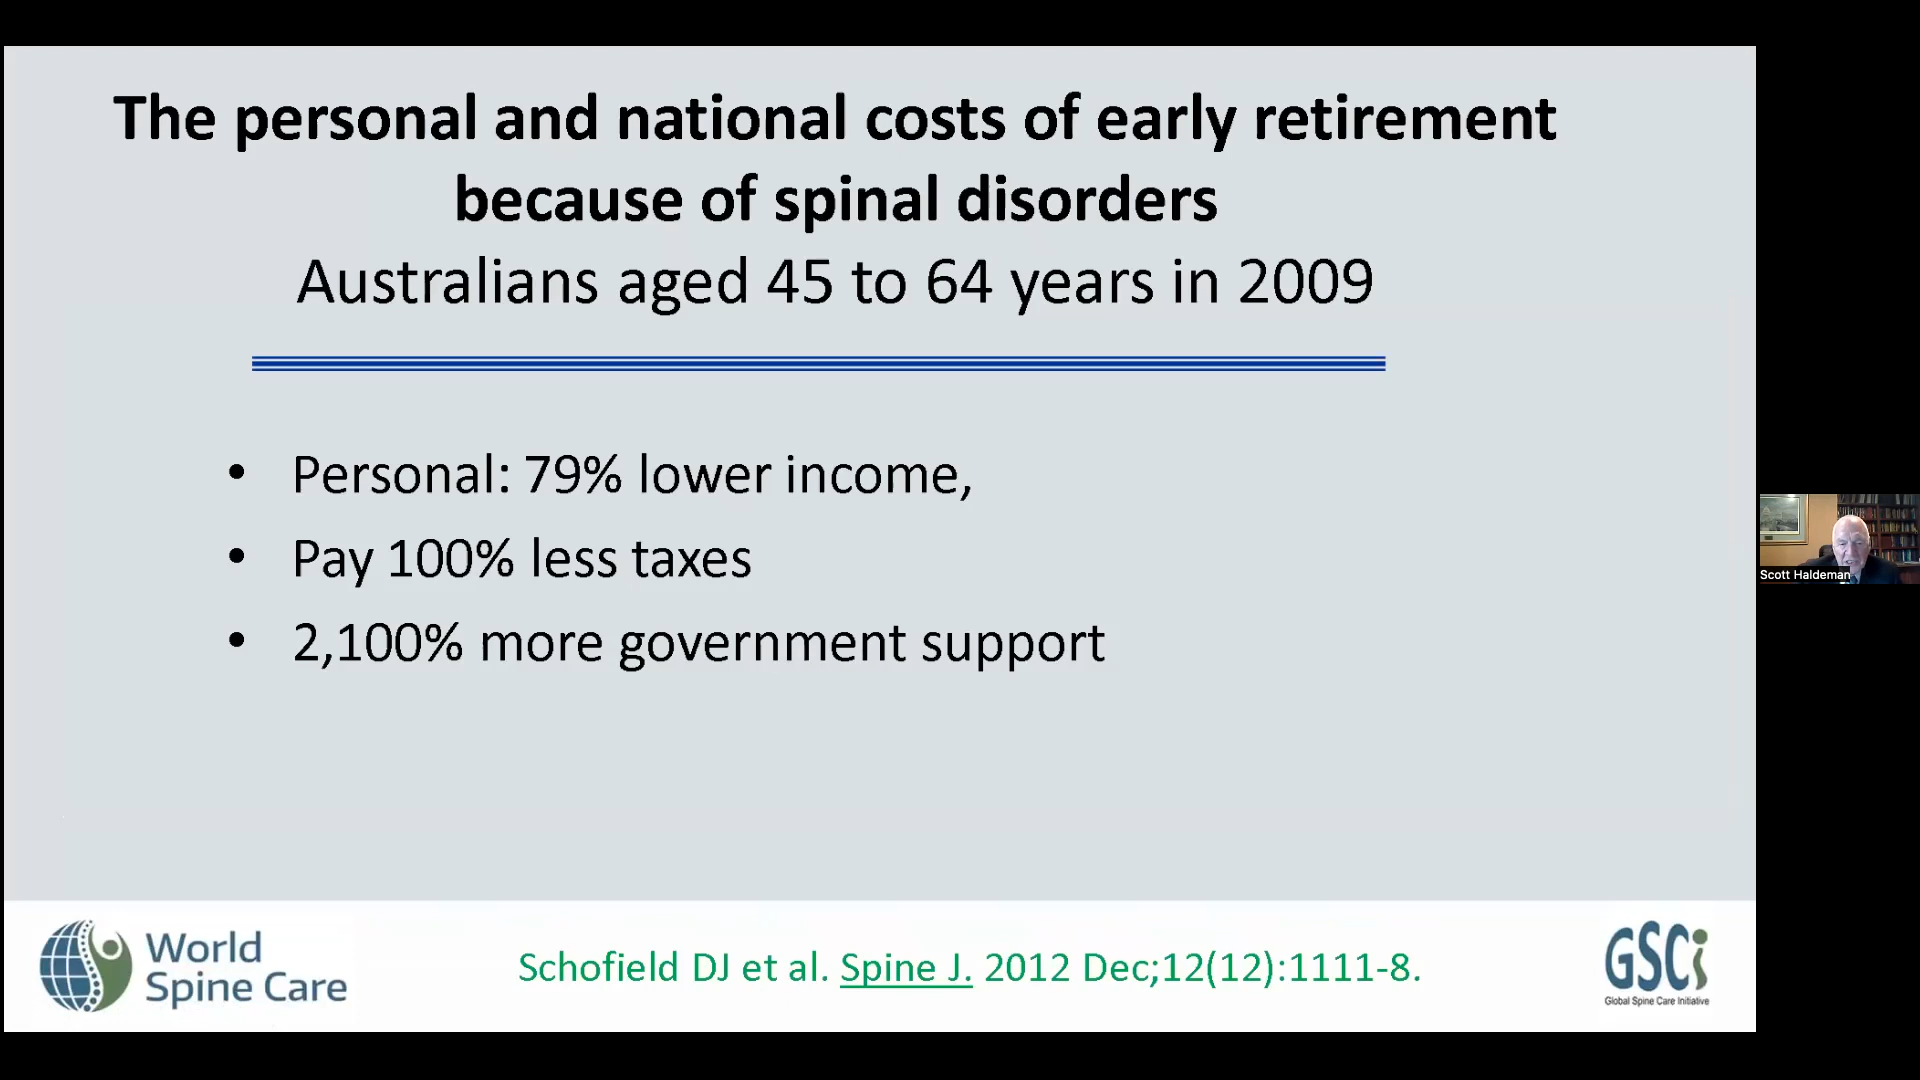 The personal and national costs of early retirement
because of spinal disorders
Australians aged 45 to 64 years in 2009
• Personal: 79% lower income,
• Pay 100% less taxes
• 2,100% more government support
Scott Haldeman
World
Spine Care
Schofield DJ et al. Spine J. 2012 Dec;12(12):1111-8.
GSCi
Global Spine Care Initiative